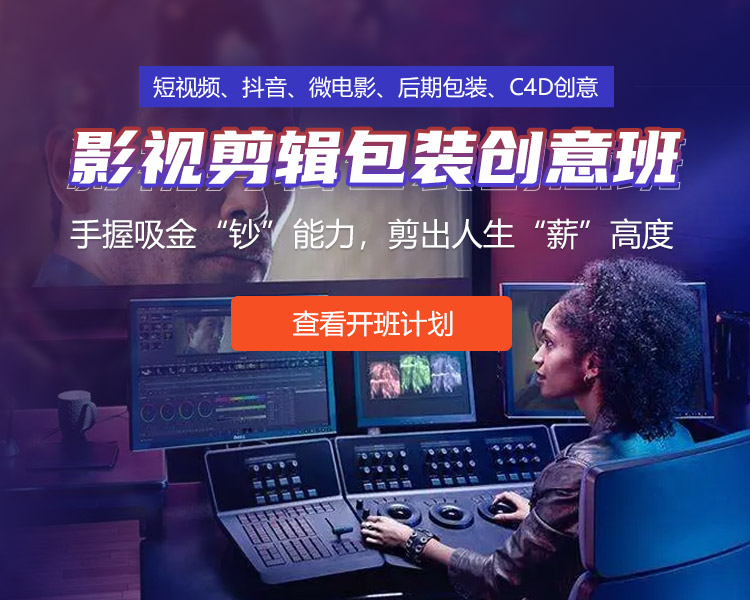 短视频、抖音、微电影、后期包装、C4D创意
影视剪辑包装创意班
手握吸金“钞”能力，剪出人生“薪”高度
查看开班计划